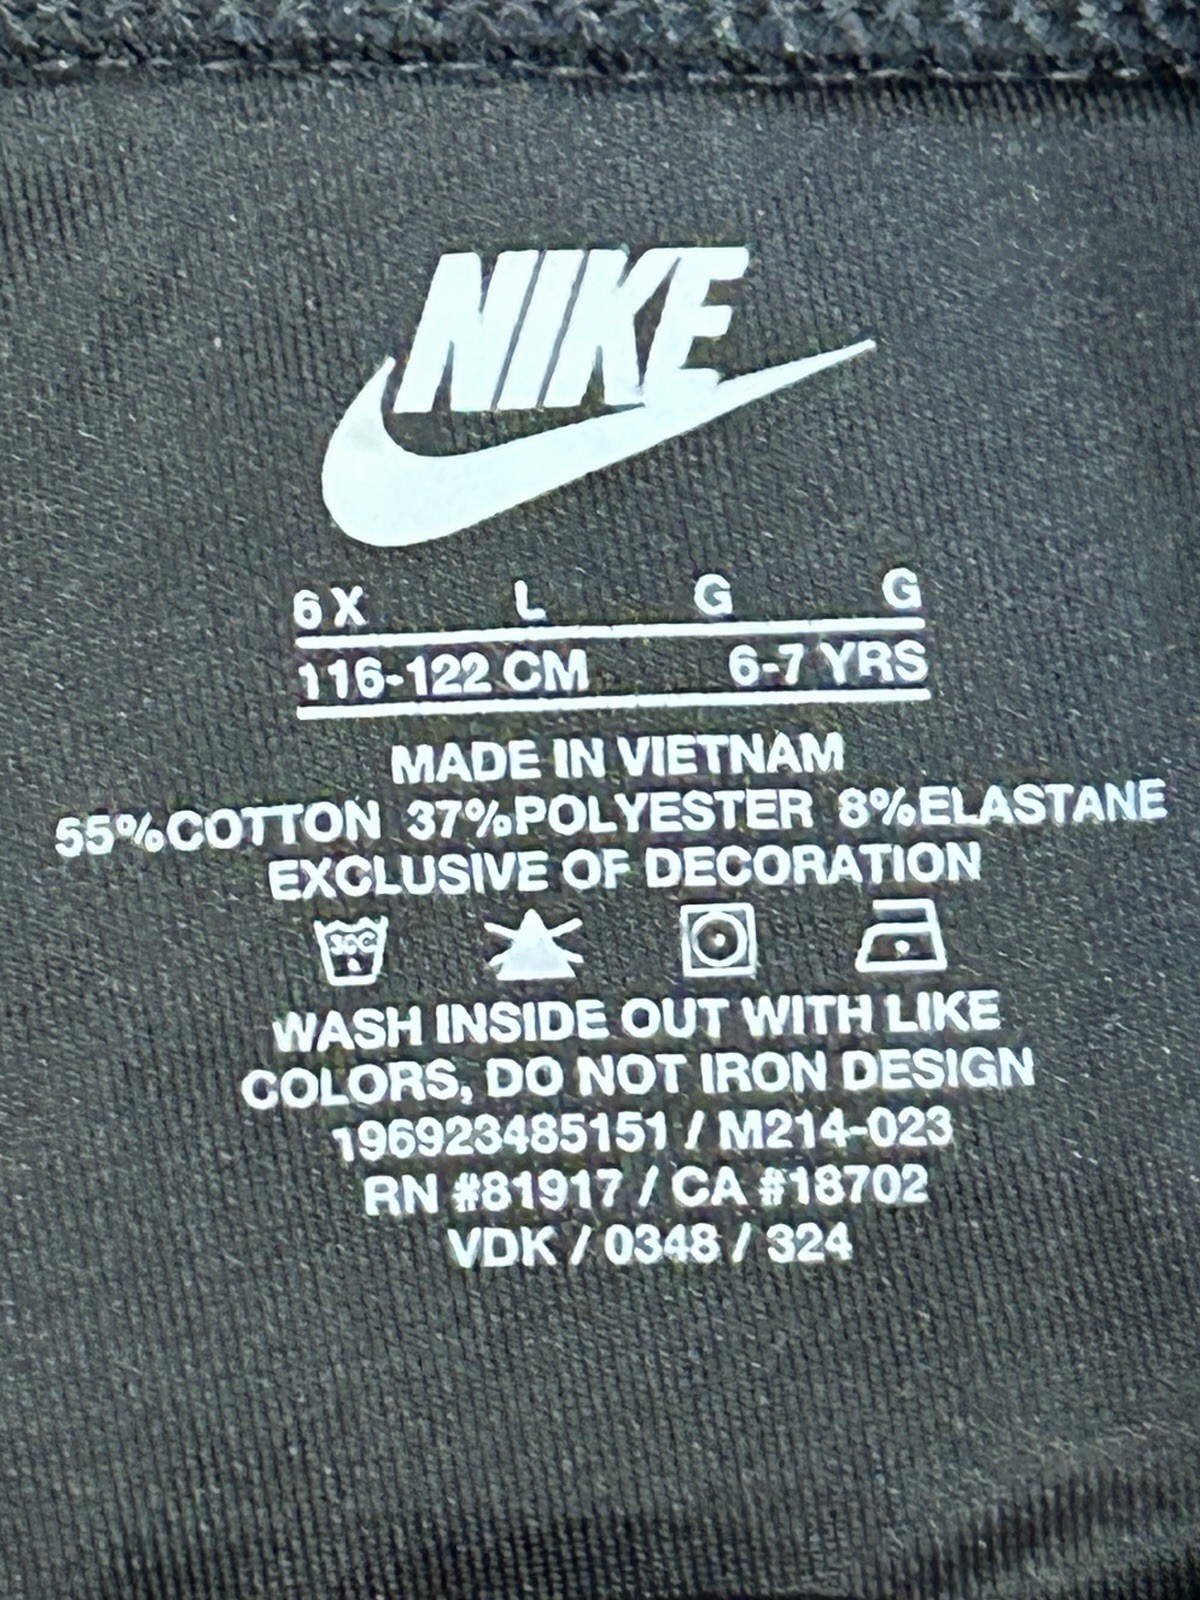 NIKE
6X L G G
116-122 CM 6-7 YRS
MADE IN VIETNAM
55%COTTON 37%POLYESTER 8%ELASTANE
EXCLUSIVE OF DECORATION
30C
WASH INSIDE OUT WITH LIKE
COLORS, DO NOT IRON DESIGN
196923485151 / M214-023
RN #81917 / CA #18702
VDK / 0348 / 324